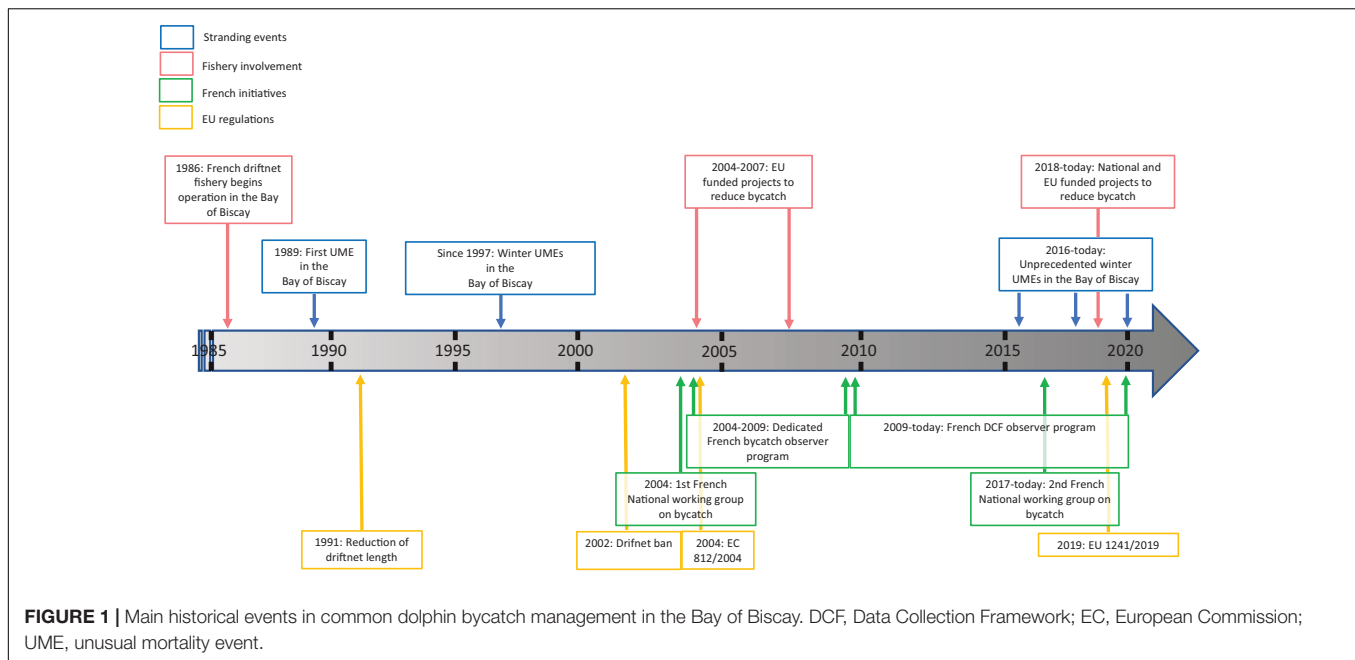 Stranding events
Fishery involvement
French initiatives
EU regulations
1986: French driftnet
fishery begins
operation in the Bay
of Biscay
2004-2007: EU
funded projects to
reduce bycatch
2018-today: National and
EU funded projects to
reduce bycatch
1989: First UME
in the
Bay of Biscay
Since 1997: Winter UMEs
in the
Bay of Biscay
2016-today:
Unprecedented winter
UMEs in the Bay of Biscay
1985
1990
1995
2000
2005
2010
2015
2020
2004-2009: Dedicated
French bycatch observer
program
2009-today: French DCF observer program
2004: 1st French
National working group
on bycatch
2017-today: 2nd French
National working group on
bycatch
1991: Reduction of
driftnet length
2002: Drifnet ban
2004: EC
812/2004
2019: EU 1241/2019
FIGURE 1 | Main historical events in common dolphin bycatch management in the Bay of Biscay. DCF, Data Collection Framework; EC, European Commission;
UME, unusual mortality event.